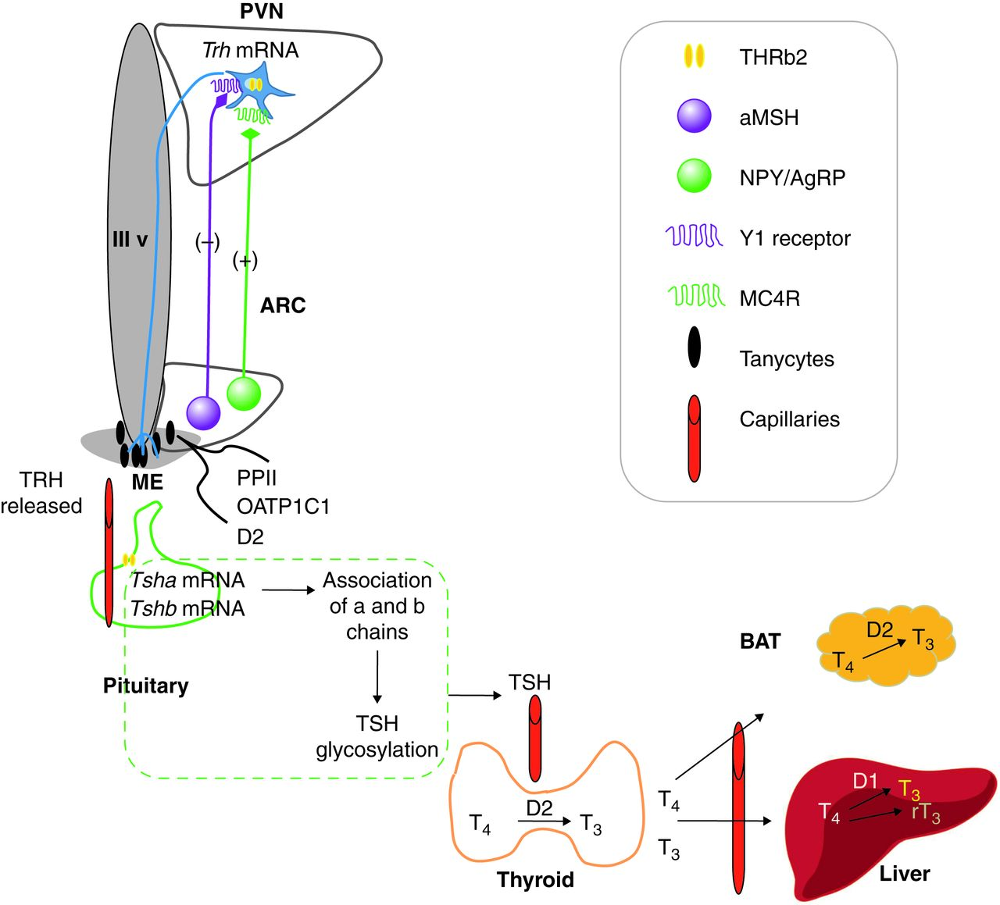 PVN
Trh mRNA
III v
(–)
(+)
ARC
ME
TRH
released
PPII
OATP1C1
D2
Tsha mRNA
Tshb mRNA
Association
of a and b
chains
TSH
glycosylation
Pituitary
TSH
T4
D2
T3
Thyroid
T4
T3
BAT
D2
T4
T3
D1
T4
T3
rT3
Liver
THRb2
aMSH
NPY/AgRP
Y1 receptor
MC4R
Tanycytes
Capillaries